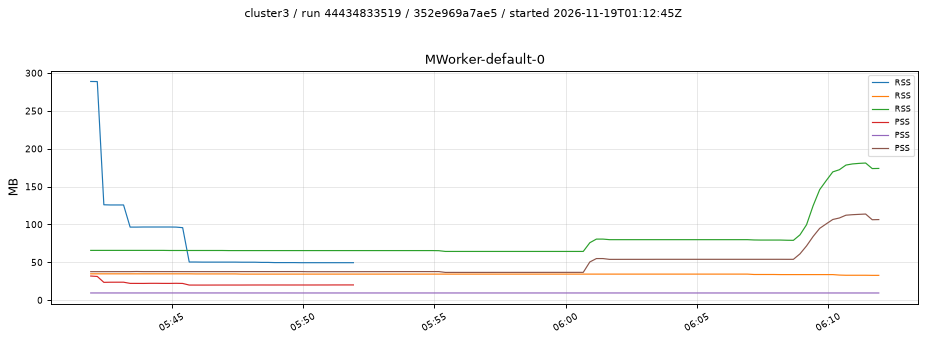 cluster3 / run 44434833519 / 352e969a7ae5 / started 2026-11-19T01:12:45Z
MWorker-default-0
MB
300
250
200
150
100
50
0
RSS
RSS
RSS
PSS
PSS
PSS
05:45
05:50
05:55
06:00
06:05
06:10